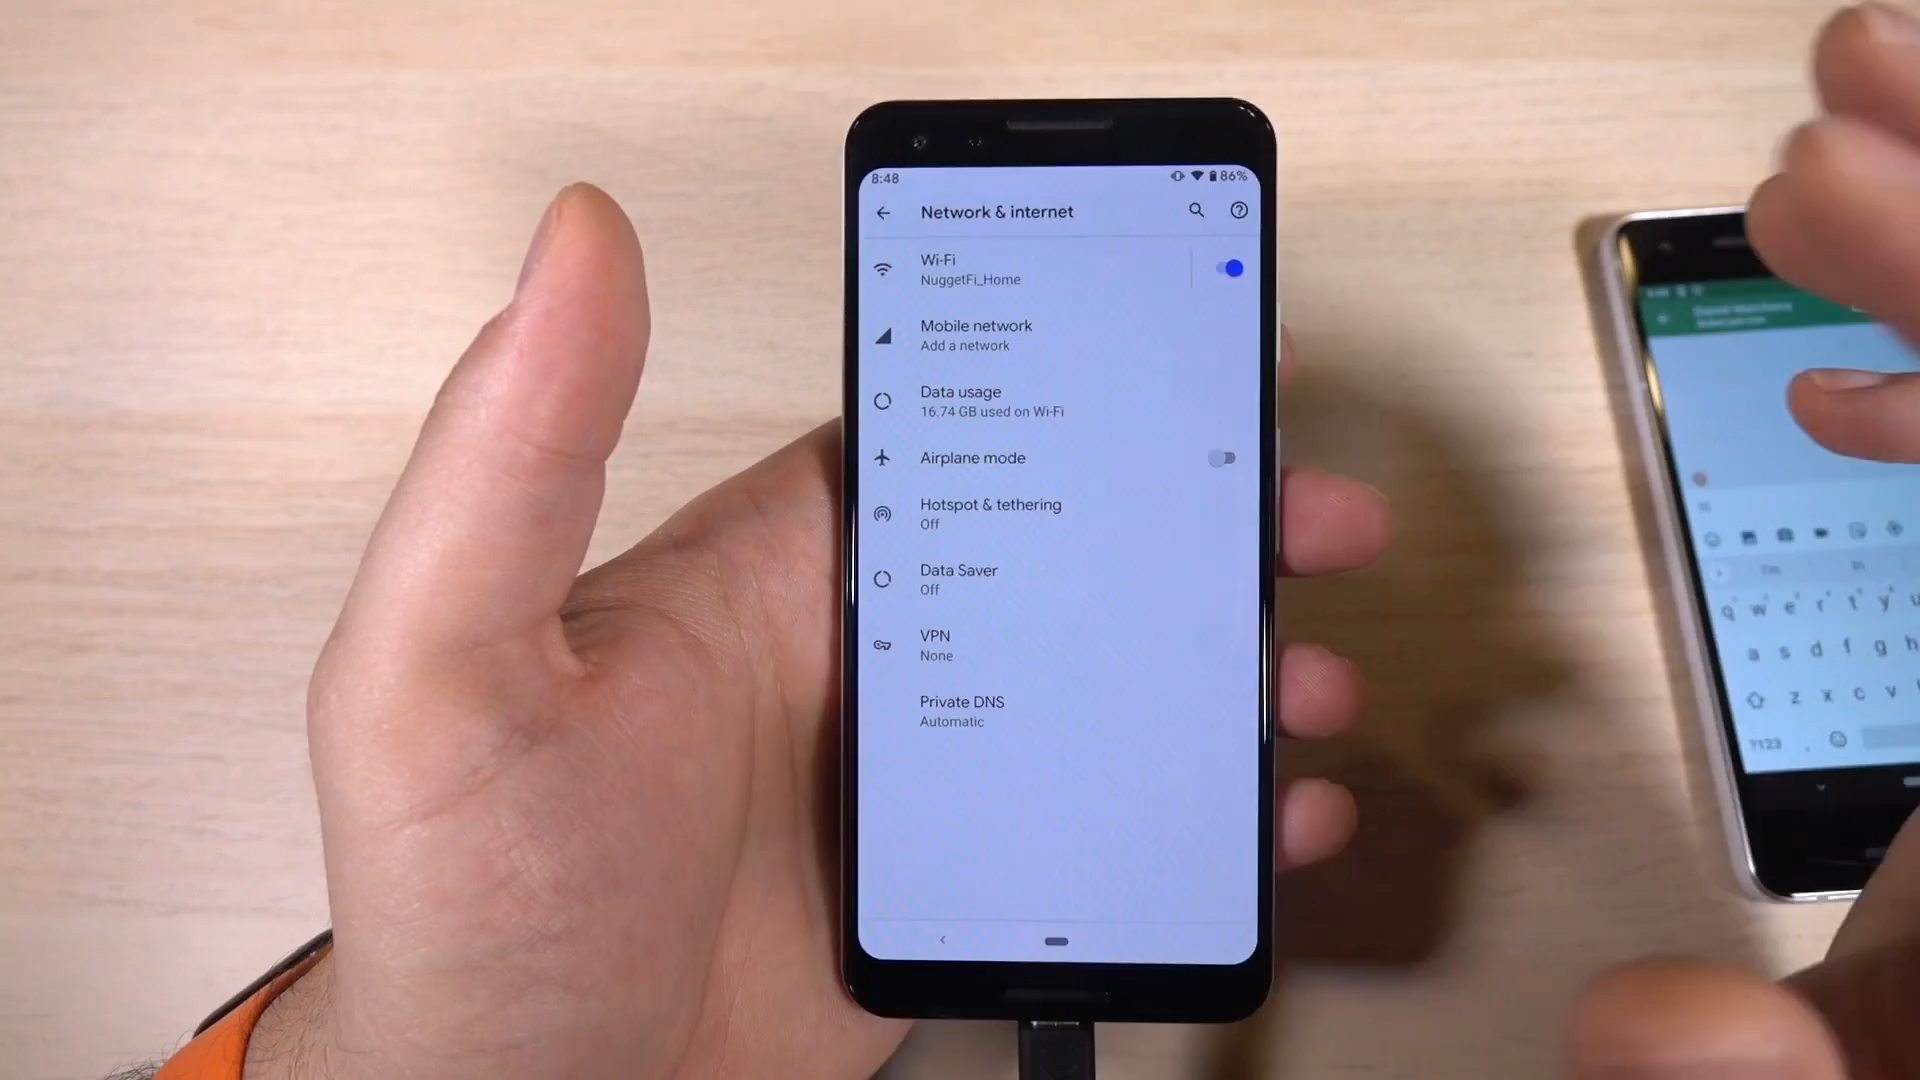 8:48
86%
Network & internet
Wi-Fi
NuggetFi_Home
Mobile network
Add a network
Data usage
16.74 GB used on Wi-Fi
Airplane mode
Hotspot & tethering
Off
Data Saver
Off
VPN
None
Private DNS
Automatic
q w e r t y u
a s d f g h
z x c v
?123 ,